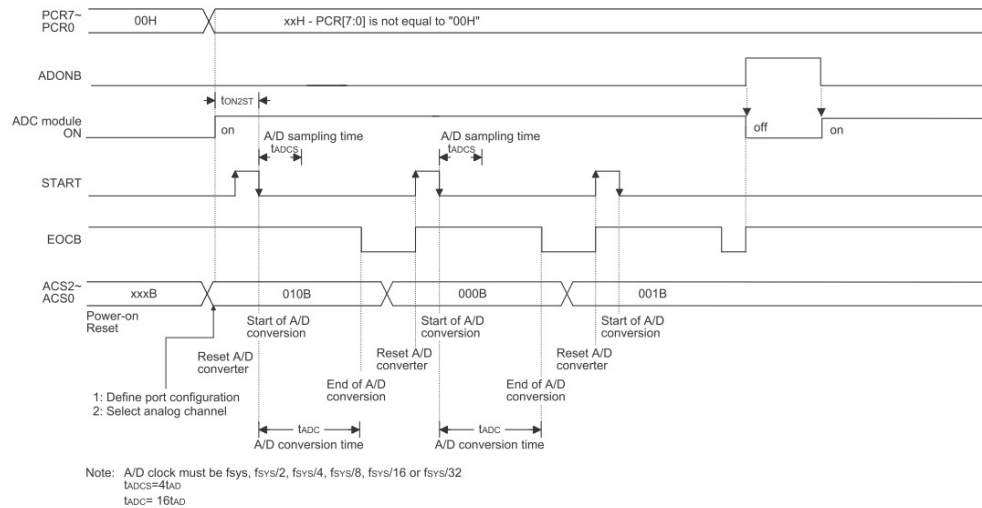 PCR7~
PCR0
00H
xxH - PCR[7:0] is not equal to "00H"
ADONB
tON2ST
ADC module
ON
on
off
on
A/D sampling time
tADCS
A/D sampling time
tADCS
START
EOCB
ACS2~
ACS0
xxxB
010B
000B
001B
Power-on
Reset
Start of A/D
conversion
Start of A/D
conversion
Start of A/D
conversion
Reset A/D
converter
Reset A/D
converter
Reset A/D
converter
End of A/D
conversion
End of A/D
conversion
1: Define port configuration
2: Select analog channel
tADC
A/D conversion time
tADC
A/D conversion time
Note: A/D clock must be fsys, fSYS/2, fSYS/4, fSYS/8, fSYS/16 or fSYS/32
tADCS=4tAD
tADC= 16tAD